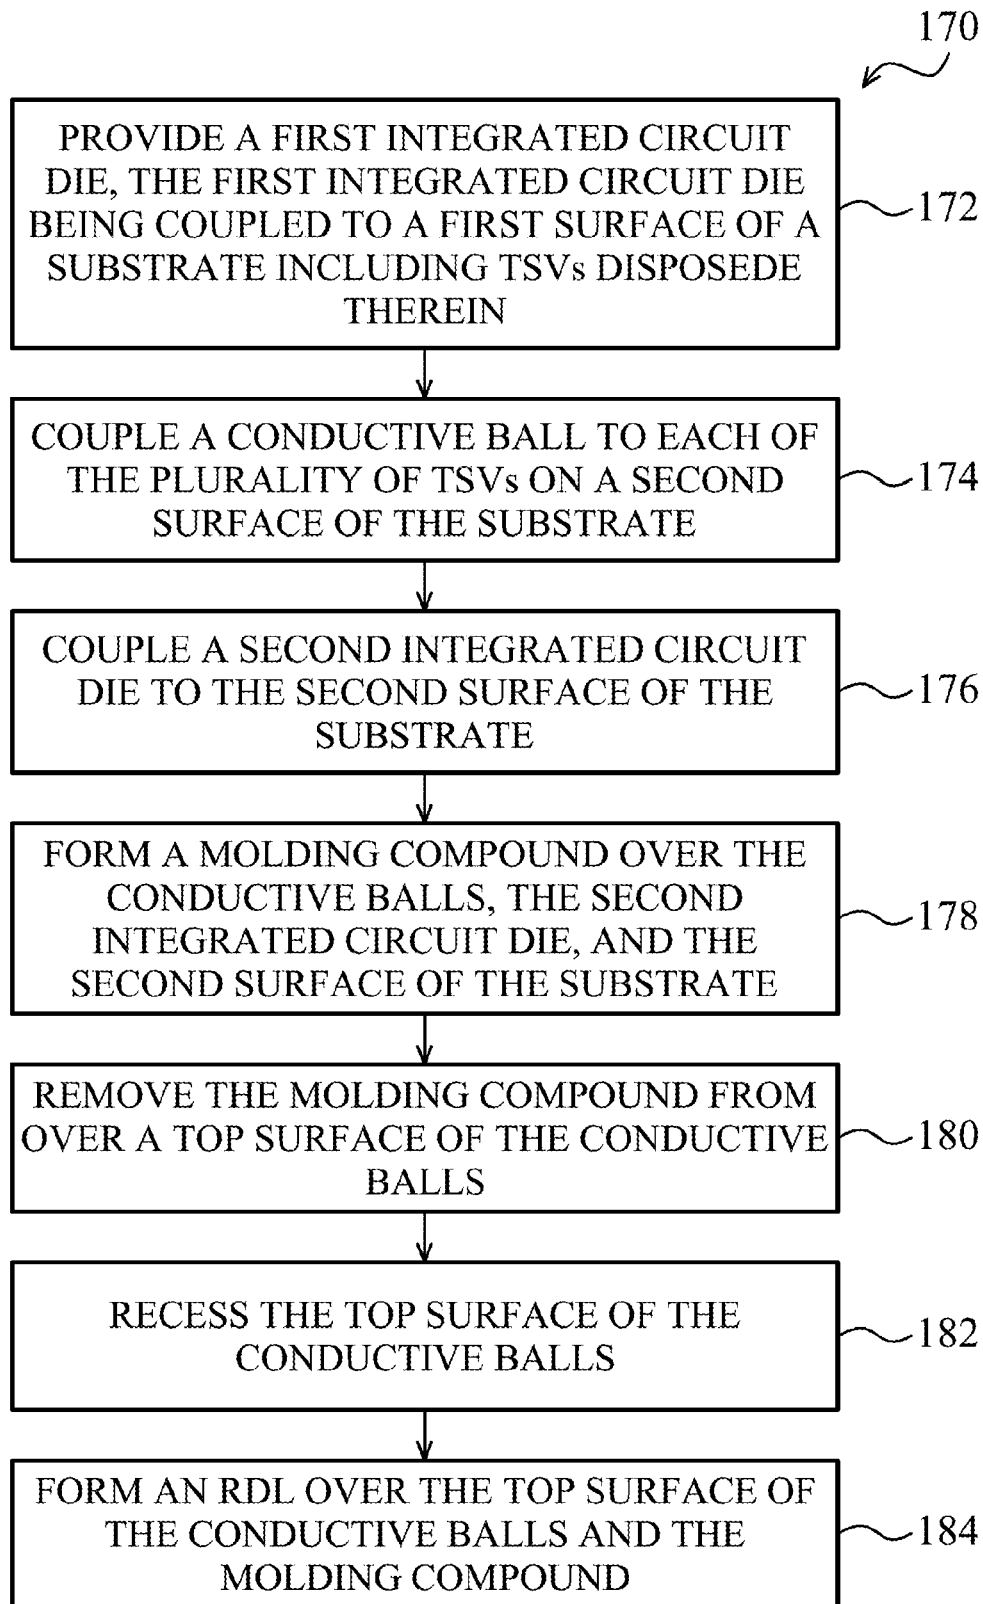 170
PROVIDE A FIRST INTEGRATED CIRCUIT
DIE, THE FIRST INTEGRATED CIRCUIT DIE
BEING COUPLED TO A FIRST SURFACE OF A
SUBSTRATE INCLUDING TSVs DISPOSEDE
THEREIN
172
COUPLE A CONDUCTIVE BALL TO EACH OF
THE PLURALITY OF TSVs ON A SECOND
SURFACE OF THE SUBSTRATE
174
COUPLE A SECOND INTEGRATED CIRCUIT
DIE TO THE SECOND SURFACE OF THE
SUBSTRATE
176
FORM A MOLDING COMPOUND OVER THE
CONDUCTIVE BALLS, THE SECOND
INTEGRATED CIRCUIT DIE, AND THE
SECOND SURFACE OF THE SUBSTRATE
178
REMOVE THE MOLDING COMPOUND FROM
OVER A TOP SURFACE OF THE CONDUCTIVE
BALLS
180
RECESS THE TOP SURFACE OF THE
CONDUCTIVE BALLS
182
FORM AN RDL OVER THE TOP SURFACE OF
THE CONDUCTIVE BALLS AND THE
MOLDING COMPOUND
184